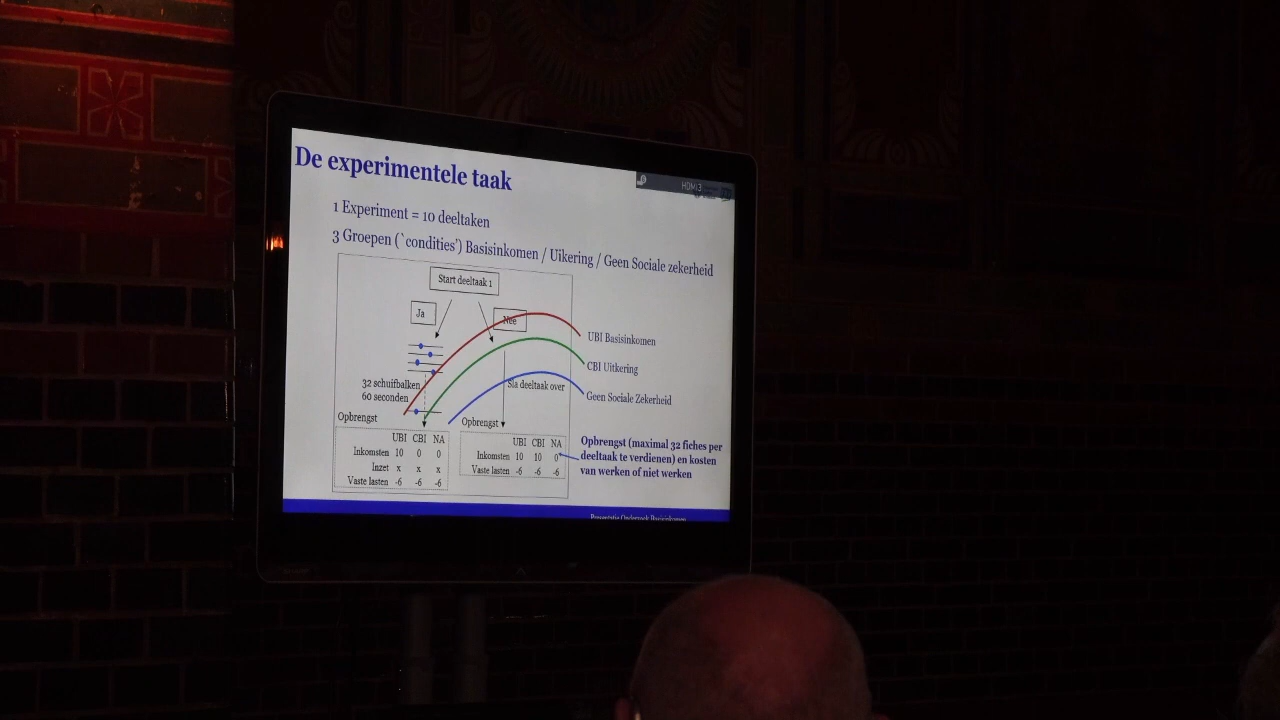 De experimentele taak
HDMI3
1 Experiment = 10 deeltaken
3 Groepen (`condities') Basisinkomen / Uikering / Geen Sociale zekerheid
Start deeltaak 1
Ja
Nee
UBI Basisinkomen
CBI Uitkering
Geen Sociale Zekerheid
32 schuifbalken
60 seconden
Sla deeltaak over
Opbrengst
UBI CBI NA
Inkomsten 10 0 0
Inzet x x x
Vaste lasten -6 -6 -6
Opbrengst
UBI CBI NA
Inkomsten 10 10 0
Vaste lasten -6 -6 -6
Opbrengst (maximal 32 fiches per
deeltaak te verdienen) en kosten
van werken of niet werken
Presentatie Onderzoek Basisinkomen